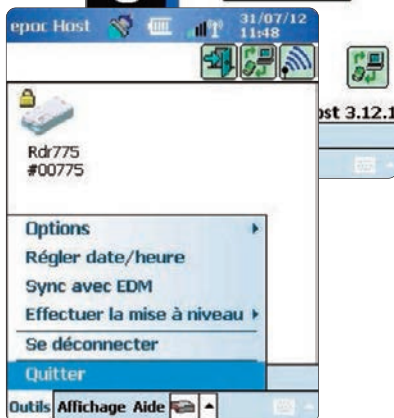 epoc Host
31/07/12
11:48
ost 3.12.1
Rdr775
#00775
Options
Régler date/heure
Sync avec EDM
Effectuer la mise à niveau
Se déconnecter
Quitter
Outils Affichage Aide